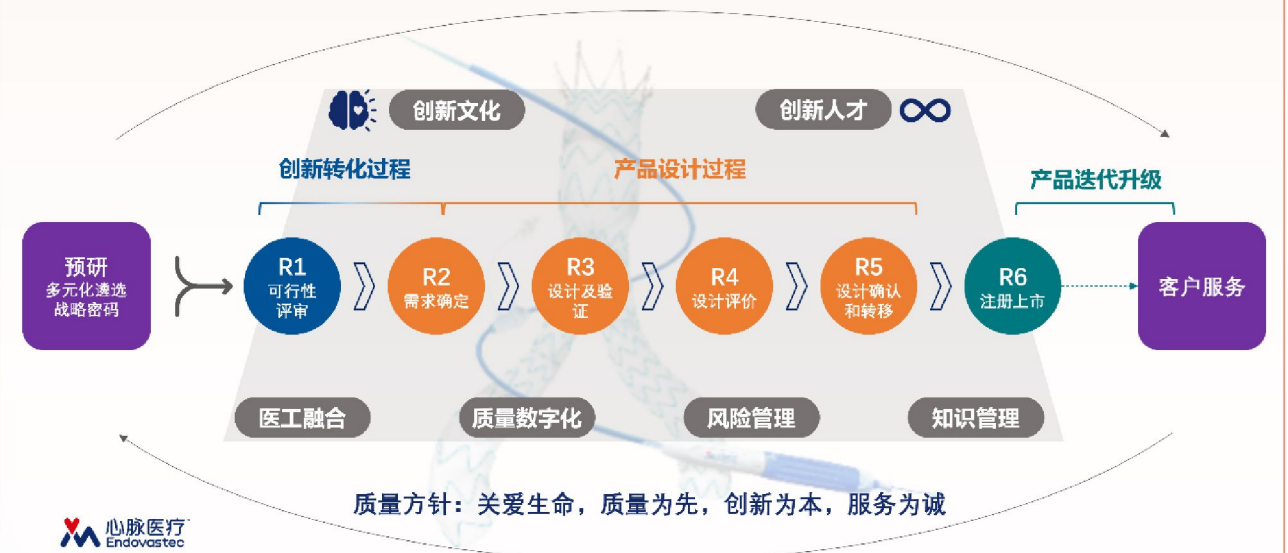 创新文化
创新人才
创新转化过程
产品设计过程
产品迭代升级
预研
多元化遴选
战略密码
R1
可行性
评审
R2
需求确定
R3
设计及验
证
R4
设计评价
R5
设计确认
和转移
R6
注册上市
客户服务
医工融合
质量数字化
风险管理
知识管理
质量方针：关爱生命，质量为先，创新为本，服务为诚
心脉医疗
Endovastec